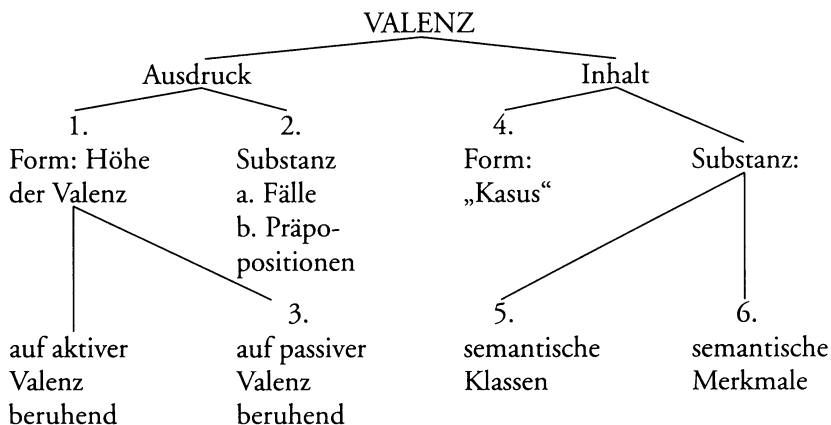 VALENZ
Ausdruck
Inhalt
1.
Form: Höhe
der Valenz
2.
Substanz
a. Fälle
b. Präpo-
positionen
4.
Form:
„Kasus“
Substanz:
auf aktiver
Valenz
beruhend
3.
auf passiver
Valenz
beruhend
5.
semantische
Klassen
6.
semantische
Merkmale